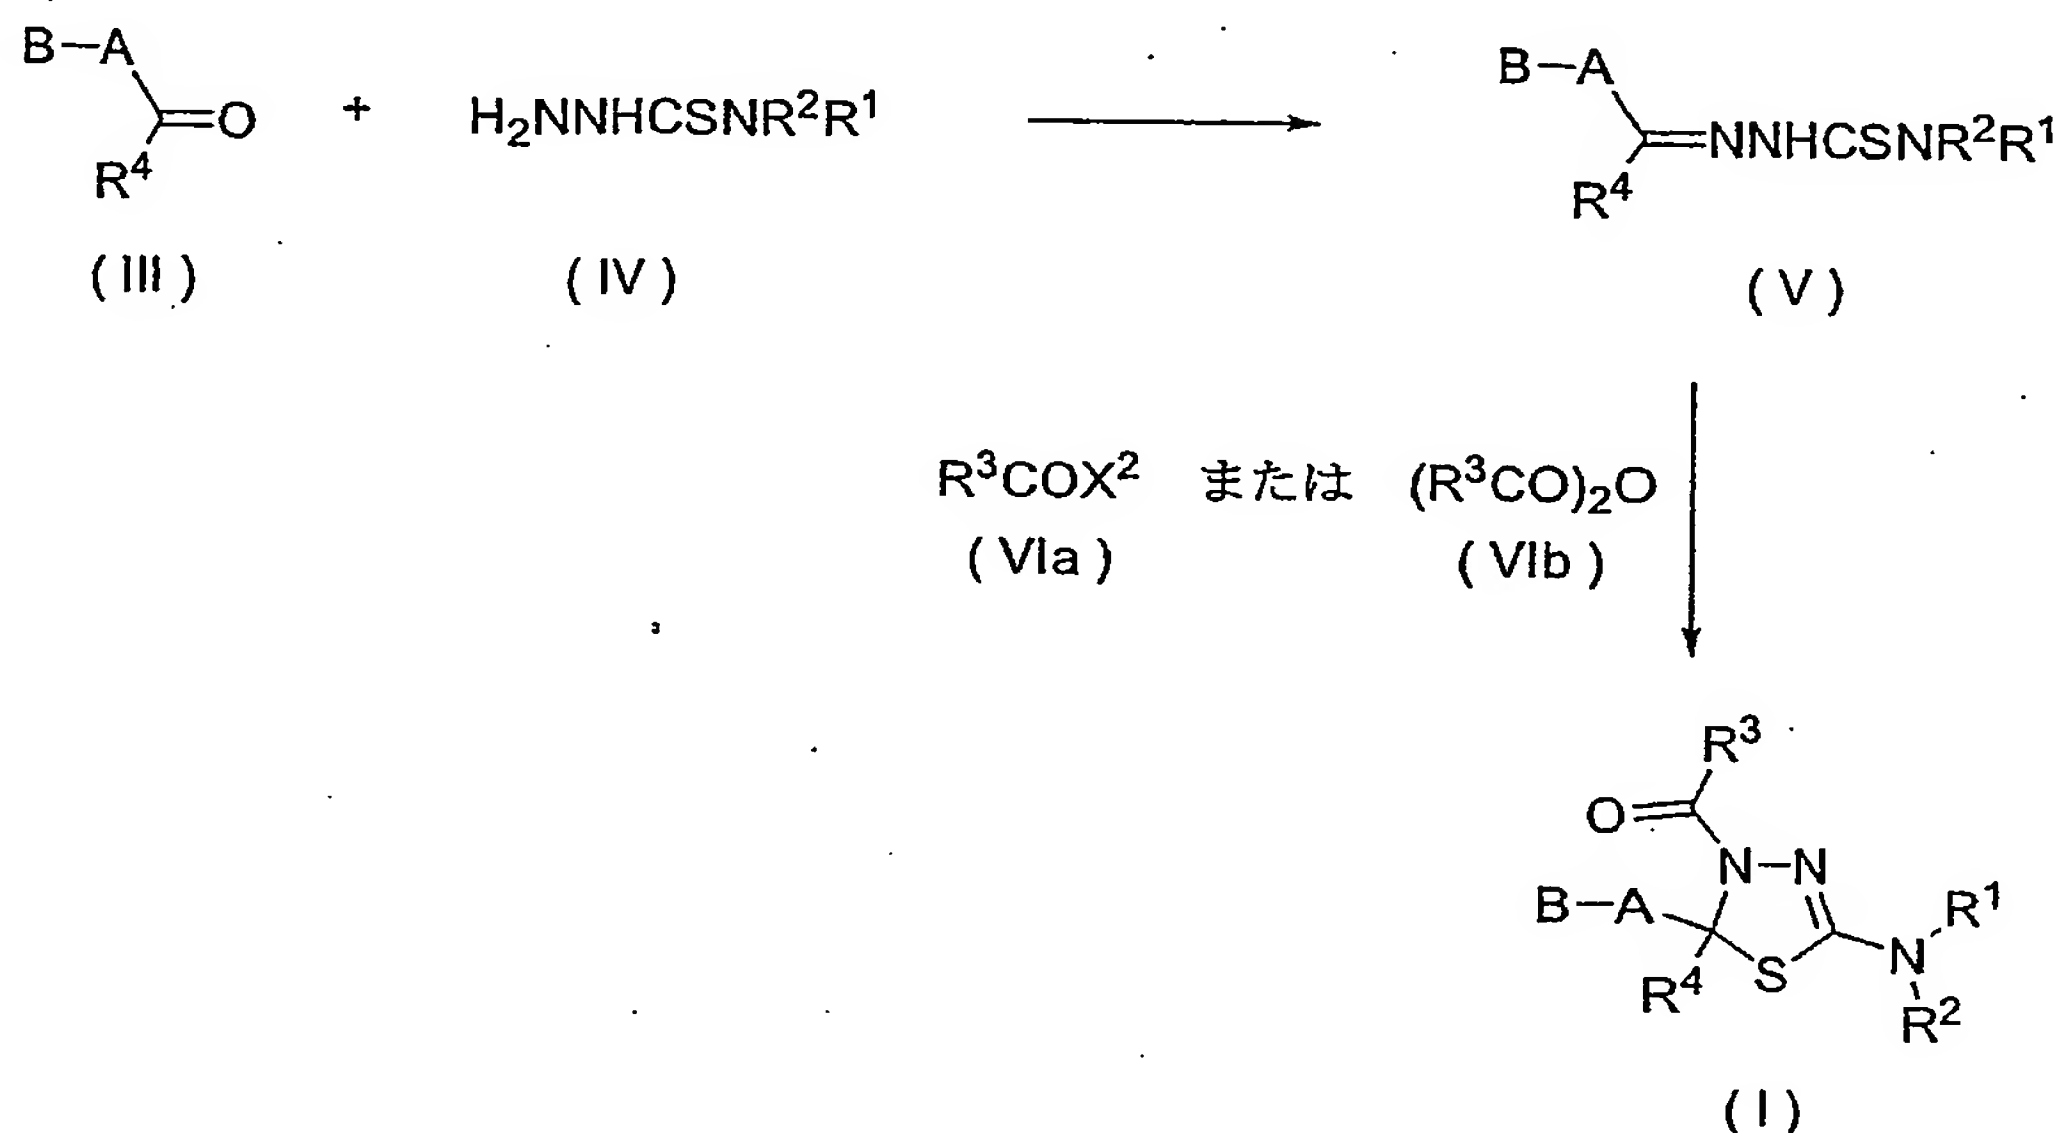 B—A
C=O + H₂NNHCSNR²R¹ B—A
R⁴ =NNHCSNR²R¹
R⁴
( III ) ( IV ) ( V )
R³COX² または (R³CO)₂O
( VIa ) ( VIb )
R³
O
N—N
B—A R¹
N
R⁴ S
R²
( I )